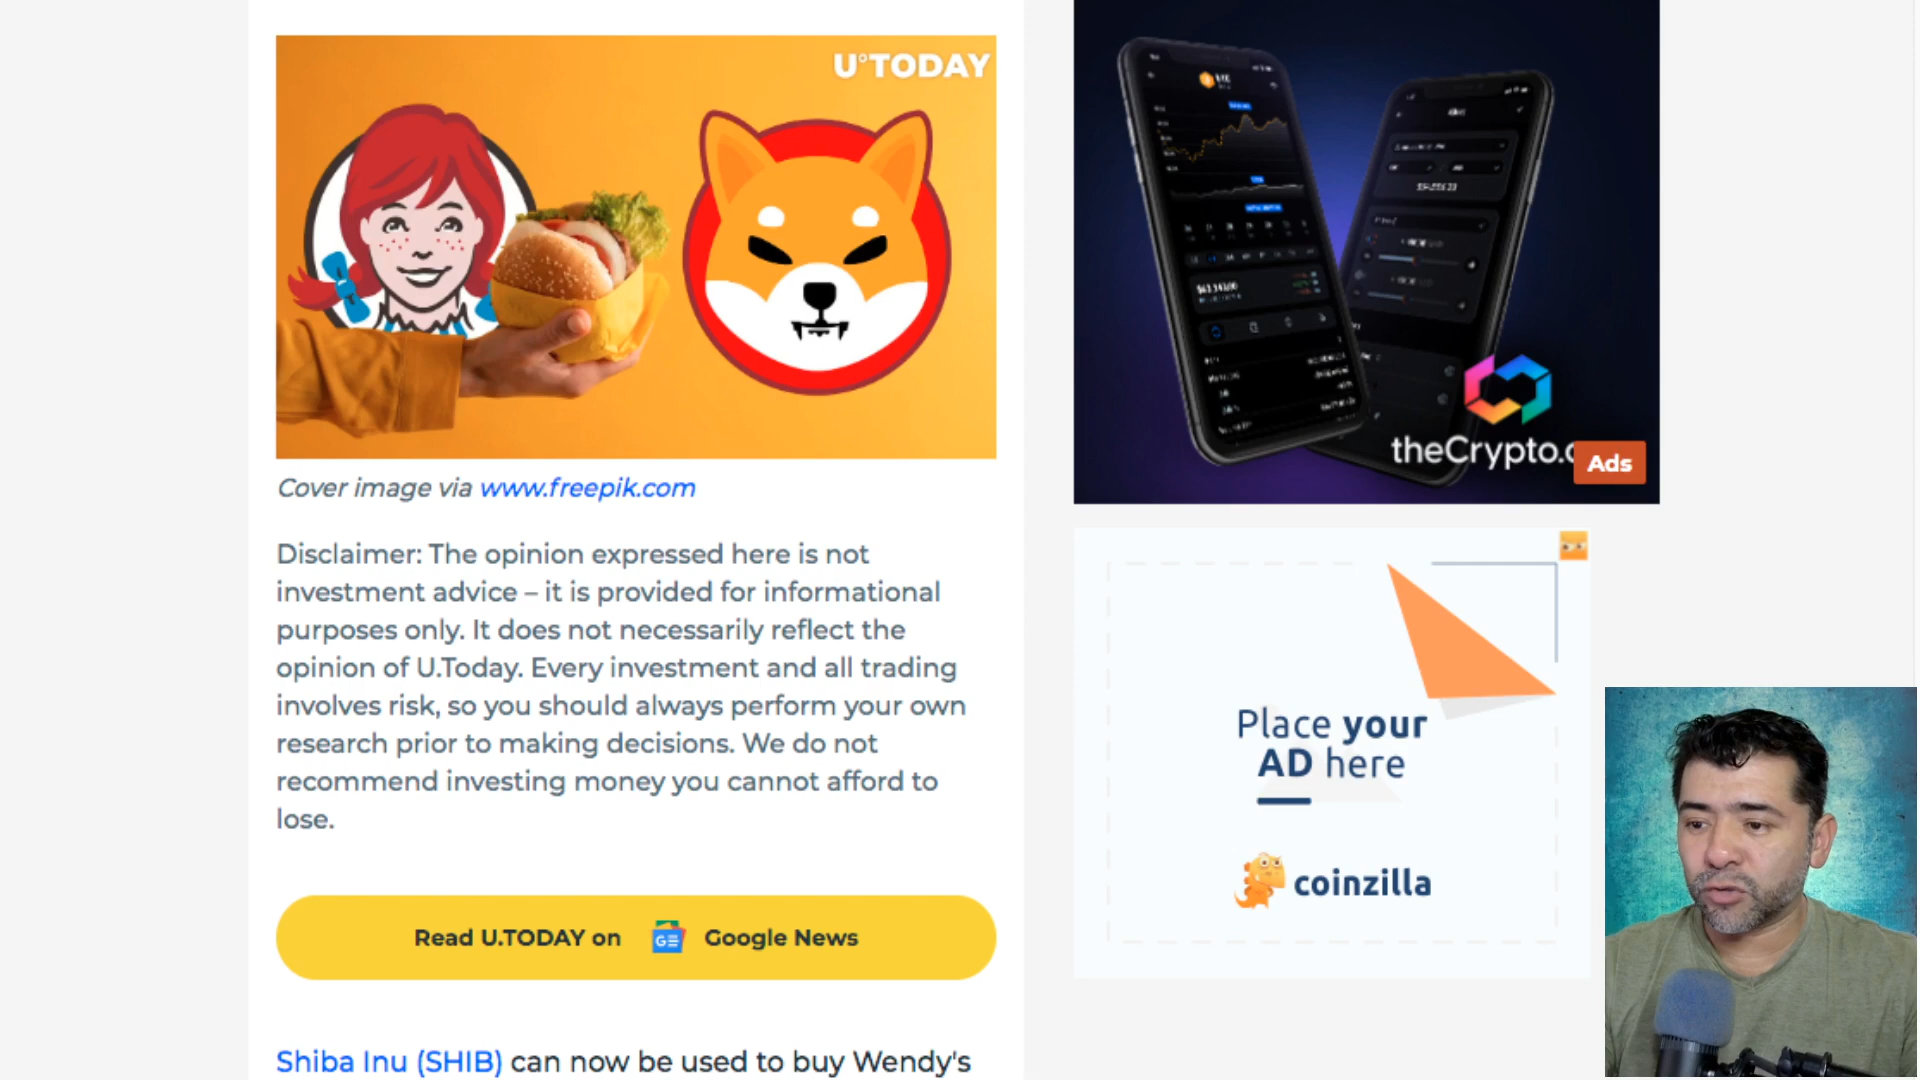 U°TODAY
Cover image via www.freepik.com
Disclaimer: The opinion expressed here is not
investment advice – it is provided for informational
purposes only. It does not necessarily reflect the
opinion of U.Today. Every investment and all trading
involves risk, so you should always perform your own
research prior to making decisions. We do not
recommend investing money you cannot afford to
lose.
Read U.TODAY on GE Google News
Shiba Inu (SHIB) can now be used to buy Wendy's
theCrypto.
Ads
Place your
AD here
coinzilla